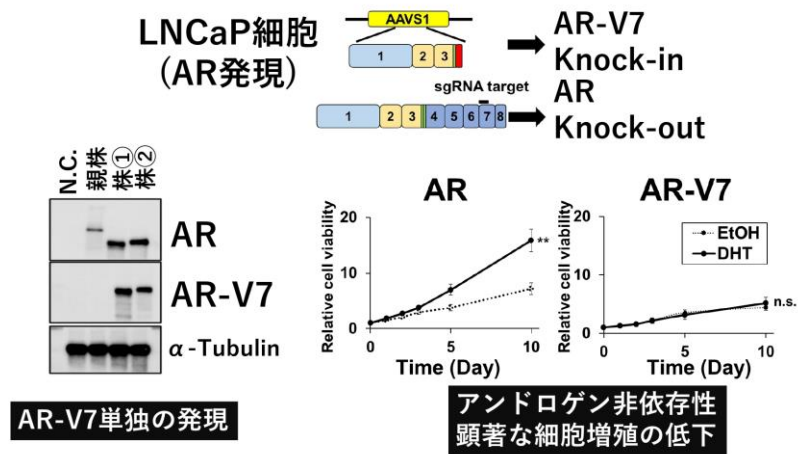 LNCaP細胞
(AR発現)
AAVS1
1 2 3
AR-V7
Knock-in
sgRNA target
1 2 3 4 5 6 7 8
AR
Knock-out
N.C.
親株
株①
株②
AR
AR-V7
α-Tubulin
AR-V7単独の発現
AR
Relative cell viability
20
10
0
**
0 5 10
Time (Day)
AR-V7
Relative cell viability
20
10
0
EtOH
DHT
n.s.
0 5 10
Time (Day)
アンドロゲン非依存性
顕著な細胞増殖の低下